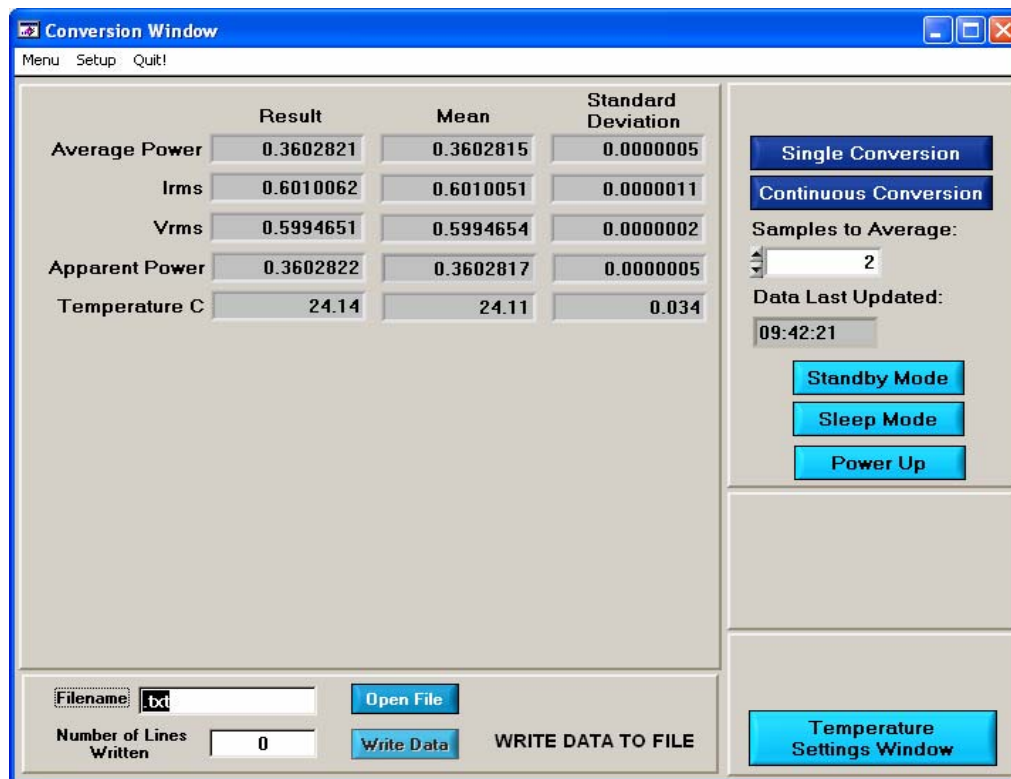 Conversion Window
Menu Setup Quit!
Result Mean Standard Deviation
Average Power 0.3602821 0.3602815 0.0000005
Irms 0.6010062 0.6010051 0.0000011
Vrms 0.5994651 0.5994654 0.0000002
Apparent Power 0.3602822 0.3602817 0.0000005
Temperature C 24.14 24.11 0.034
Single Conversion
Continuous Conversion
Samples to Average:
2
Data Last Updated:
09:42:21
Standby Mode
Sleep Mode
Power Up
Filename .txt Open File
Number of Lines Written 0 Write Data WRITE DATA TO FILE
Temperature
Settings Window